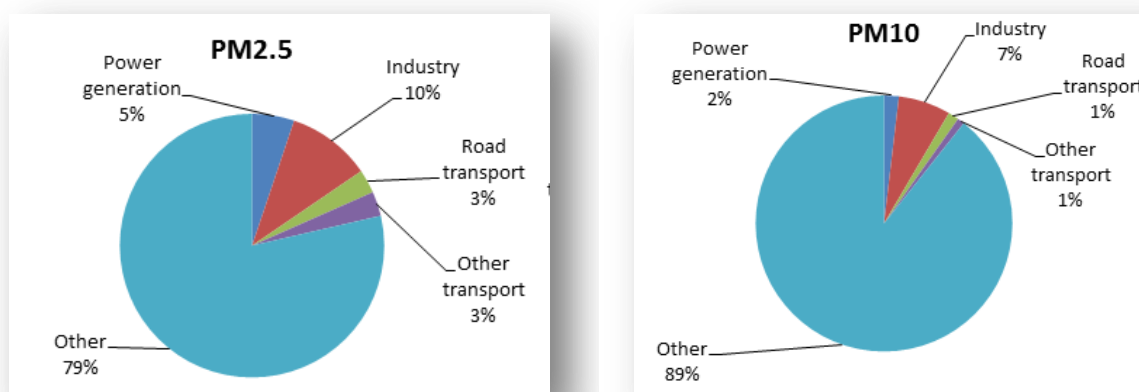 PM2.5
Power
generation
5%
Industry
10%
Road
transport
3%
Other
transport
3%
Other
79%
PM10
Power
generation
2%
Industry
7%
Road
transport
1%
Other
transport
1%
Other
89%